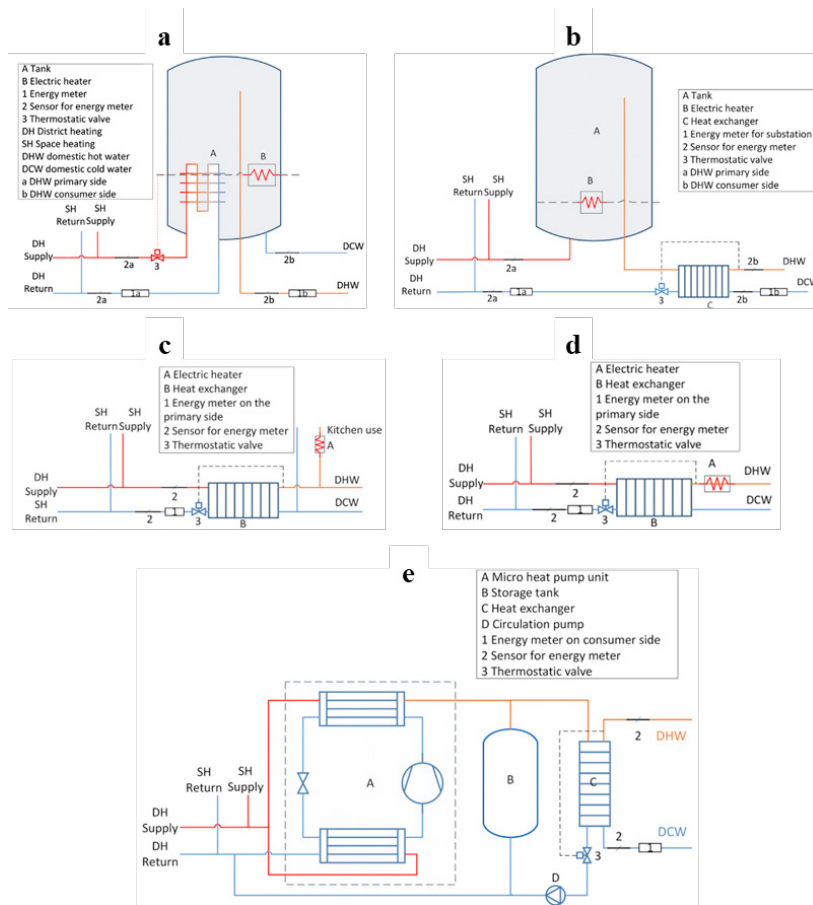 a
A Tank
B Electric heater
1 Energy meter
2 Sensor for energy meter
3 Thermostatic valve
DH District heating
SH Space heating
DHW domestic hot water
DCW domestic cold water
a DHW primary side
b DHW consumer side
A
B
SH
Return
SH
Supply
DH
Supply
2a
3
DH
Return
2a
1a
2b
DCW
2b
1b
DHW
b
A Tank
B Electric heater
C Heat exchanger
1 Energy meter for substation
2 Sensor for energy meter
3 Thermostatic valve
a DHW primary side
b DHW consumer side
A
B
SH
Return
SH
Supply
DH
Supply
2a
DH
Return
2a
1a
3
C
2b
DHW
2b
1b
DCW
c
A Electric heater
B Heat exchanger
1 Energy meter on the
primary side
2 Sensor for energy meter
3 Thermostatic valve
SH
Return
SH
Supply
Kitchen use
A
DH
Supply
2
DHW
SH
Return
2
1
3
B
DCW
d
A Electric heater
B Heat exchanger
1 Energy meter on the
primary side
2 Sensor for energy meter
3 Thermostatic valve
SH
Return
SH
Supply
A
DH
Supply
2
DHW
DH
Return
2
1
3
B
DCW
e
A Micro heat pump unit
B Storage tank
C Heat exchanger
D Circulation pump
1 Energy meter on consumer side
2 Sensor for energy meter
3 Thermostatic valve
SH
Return
SH
Supply
DH
Supply
DH
Return
A
B
C
2
DHW
DCW
2
1
3
D